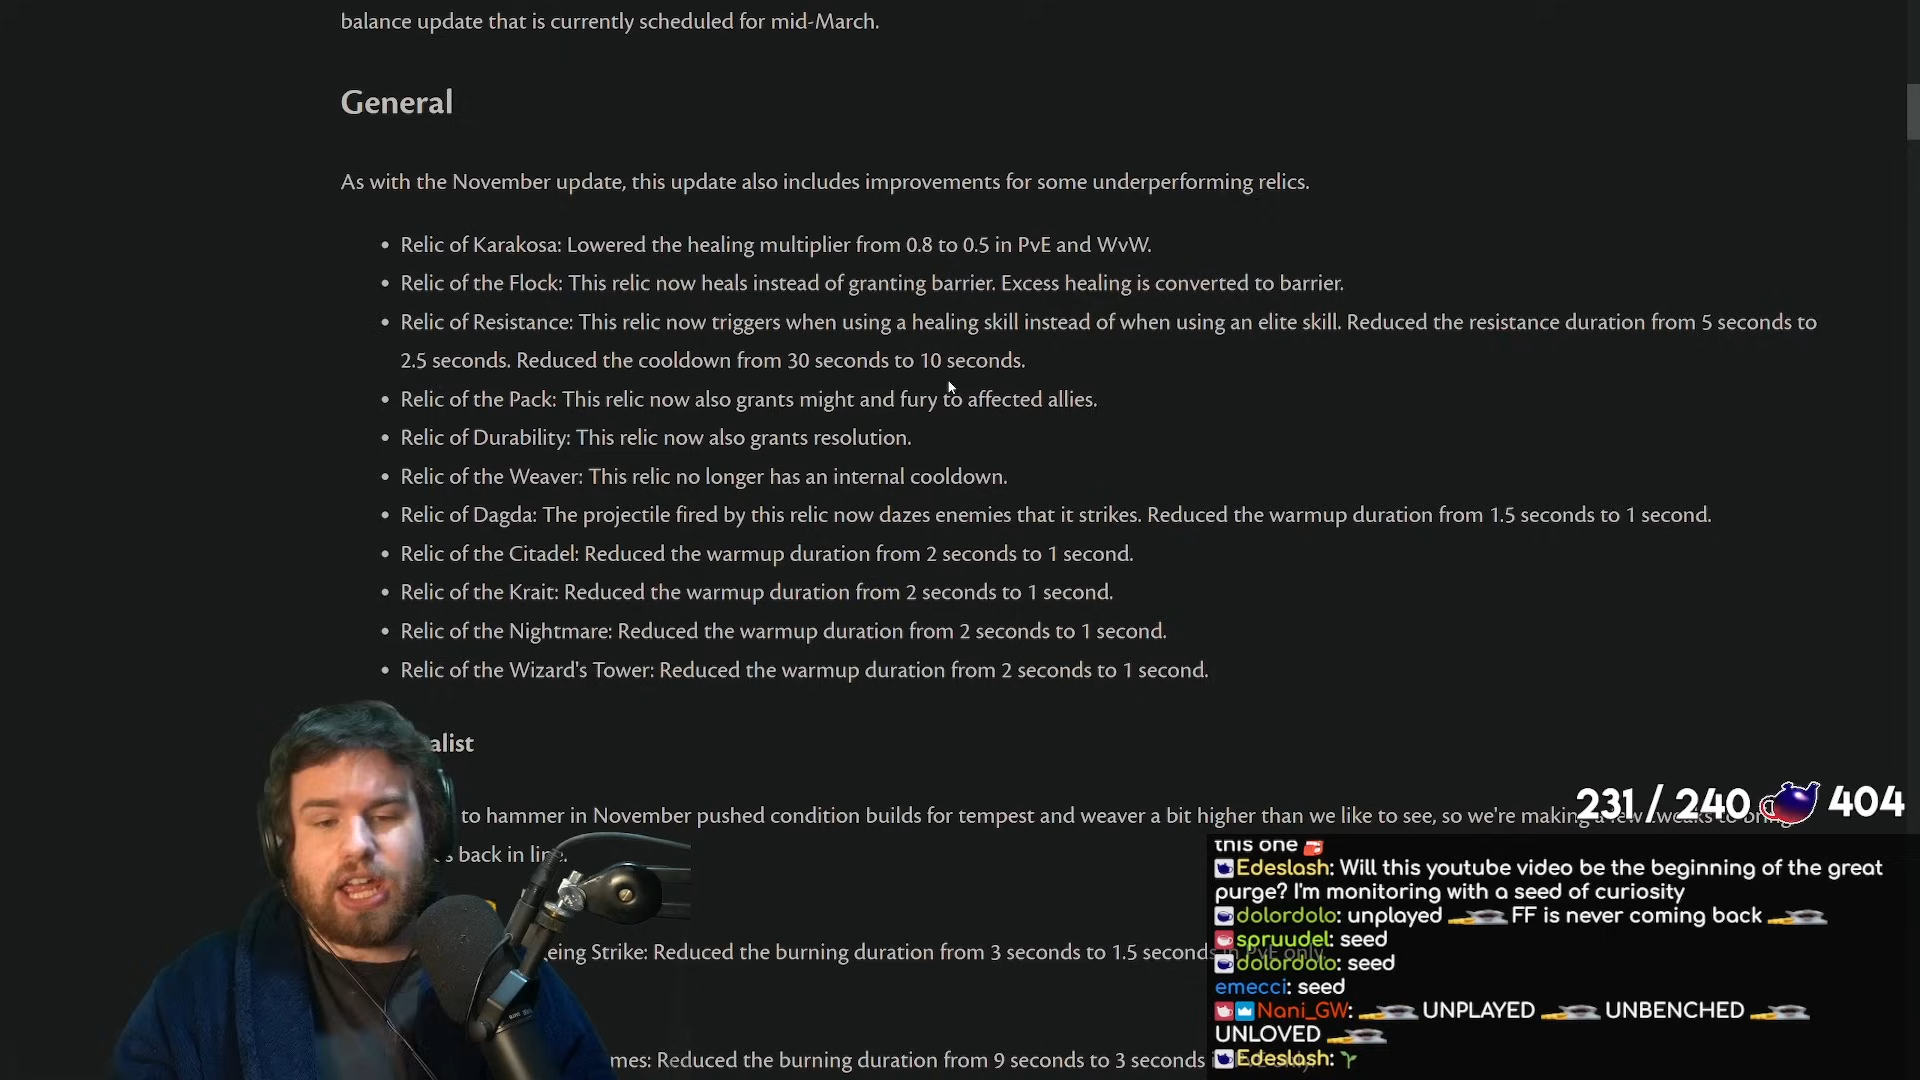 balance update that is currently scheduled for mid-March.
General
As with the November update, this update also includes improvements for some underperforming relics.
• Relic of Karakosa: Lowered the healing multiplier from 0.8 to 0.5 in PvE and WvW.
• Relic of the Flock: This relic now heals instead of granting barrier. Excess healing is converted to barrier.
• Relic of Resistance: This relic now triggers when using a healing skill instead of when using an elite skill. Reduced the resistance duration from 5 seconds to
2.5 seconds. Reduced the cooldown from 30 seconds to 10 seconds.
• Relic of the Pack: This relic now also grants might and fury to affected allies.
• Relic of Durability: This relic now also grants resolution.
• Relic of the Weaver: This relic no longer has an internal cooldown.
• Relic of Dagda: The projectile fired by this relic now dazes enemies that it strikes. Reduced the warmup duration from 1.5 seconds to 1 second.
• Relic of the Citadel: Reduced the warmup duration from 2 seconds to 1 second.
• Relic of the Krait: Reduced the warmup duration from 2 seconds to 1 second.
• Relic of the Nightmare: Reduced the warmup duration from 2 seconds to 1 second.
• Relic of the Wizard's Tower: Reduced the warmup duration from 2 seconds to 1 second.
alist
231 / 240 404
to hammer in November pushed condition builds for tempest and weaver a bit higher than we like to see, so we're making a few tweaks to bring
s back in line.
eing Strike: Reduced the burning duration from 3 seconds to 1.5 seconds in PvE only.
mes: Reduced the burning duration from 9 seconds to 3 seconds
this one
Edeslash: Will this youtube video be the beginning of the great
purge? I'm monitoring with a seed of curiosity
dolordolo: unplayed FF is never coming back
spruudel: seed
dolordolo: seed
emecci: seed
Nani_GW: UNPLAYED UNBENCHED
UNLOVED
Edeslash: